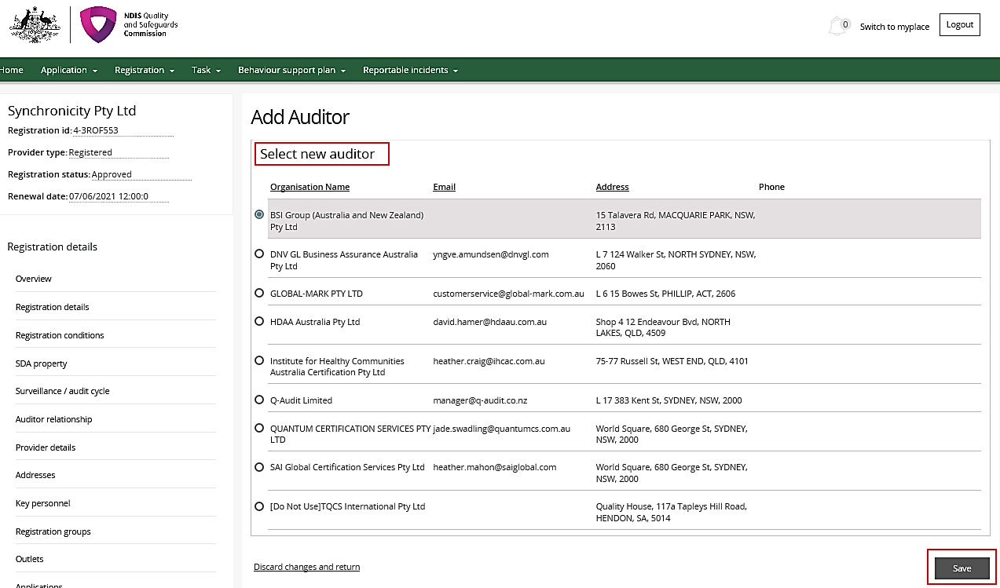 NDIS Quality
and Safeguards
Commission
0
Switch to myplace
Logout
Home
Application
Registration
Task
Behaviour support plan
Reportable incidents
Synchronicity Pty Ltd
Registration id: 4-3ROF553
Provider type: Registered
Registration status: Approved
Renewal date: 07/06/2021 12:00:0
Registration details
Overview
Registration details
Registration conditions
SDA property
Surveillance / audit cycle
Auditor relationship
Provider details
Addresses
Key personnel
Registration groups
Outlets
Applications
Add Auditor
Select new auditor
Organisation Name Email Address Phone
BSI Group (Australia and New Zealand) 15 Talavera Rd, MACQUARIE PARK, NSW,
Pty Ltd 2113
DNV GL Business Assurance Australia yngve.amundsen@dnvgl.com L 7 124 Walker St, NORTH SYDNEY, NSW,
Pty Ltd 2060
GLOBAL-MARK PTY LTD customerservice@global-mark.com.au L 6 15 Bowes St, PHILLIP, ACT, 2606
HDAA Australia Pty Ltd david.hamer@hdaau.com.au Shop 4 12 Endeavour Bvd, NORTH
LAKES, QLD, 4509
Institute for Healthy Communities heather.craig@ihcac.com.au 75-77 Russell St, WEST END, QLD, 4101
Australia Certification Pty Ltd
Q-Audit Limited manager@q-audit.co.nz L 17 383 Kent St, SYDNEY, NSW, 2000
QUANTUM CERTIFICATION SERVICES PTY jade.swadling@quantumcs.com.au World Square, 680 George St, SYDNEY,
LTD NSW, 2000
SAI Global Certification Services Pty Ltd heather.mahon@saiglobal.com World Square, 680 George St, SYDNEY,
NSW, 2000
[Do Not Use]TQCS International Pty Ltd Quality House, 117a Tapleys Hill Road,
HENDON, SA, 5014
Discard changes and return
Save